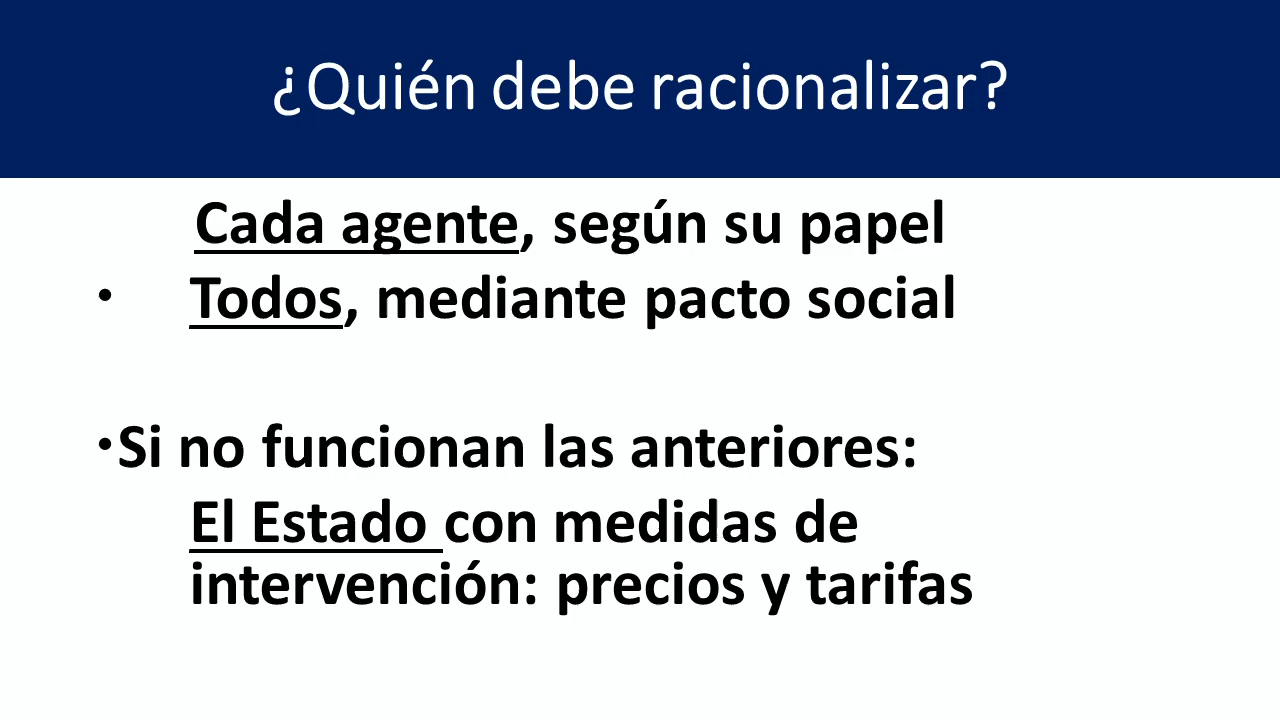 ¿Quién debe racionalizar?
Cada agente, según su papel
• Todos, mediante pacto social
•Si no funcionan las anteriores:
El Estado con medidas de
intervención: precios y tarifas